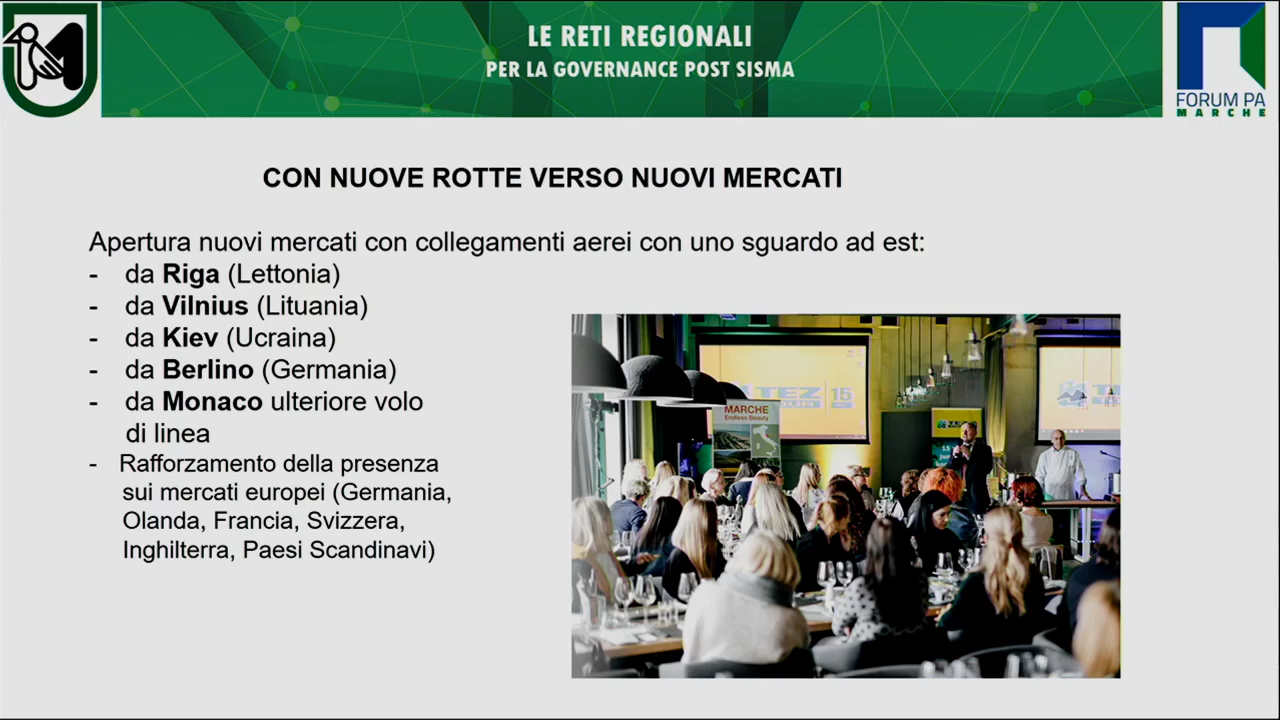 LE RETI REGIONALI
PER LA GOVERNANCE POST SISMA
FORUM PA
MARCHE
CON NUOVE ROTTE VERSO NUOVI MERCATI
Apertura nuovi mercati con collegamenti aerei con uno sguardo ad est:
- da Riga (Lettonia)
- da Vilnius (Lituania)
- da Kiev (Ucraina)
- da Berlino (Germania)
- da Monaco ulteriore volo
di linea
- Rafforzamento della presenza
sui mercati europei (Germania,
Olanda, Francia, Svizzera,
Inghilterra, Paesi Scandinavi)
TEZ
15
MARCHE
Endless Beauty